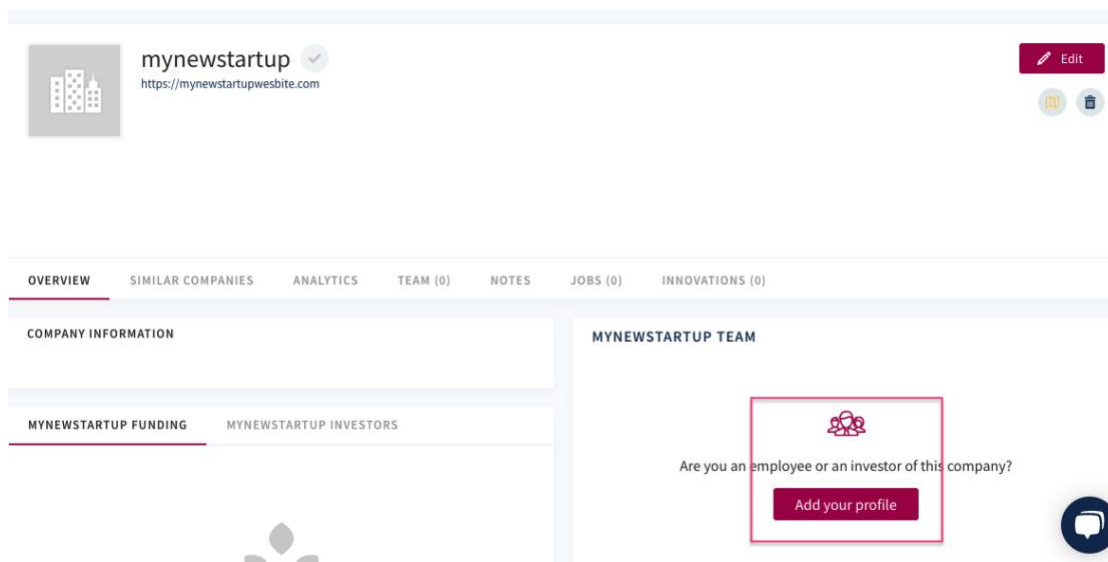 mynewstartup
https://mynewstartupwesbite.com
Edit
OVERVIEW SIMILAR COMPANIES ANALYTICS TEAM (0) NOTES JOBS (0) INNOVATIONS (0)
COMPANY INFORMATION
MYNEWSTARTUP FUNDING MYNEWSTARTUP INVESTORS
MYNEWSTARTUP TEAM
Are you an employee or an investor of this company?
Add your profile